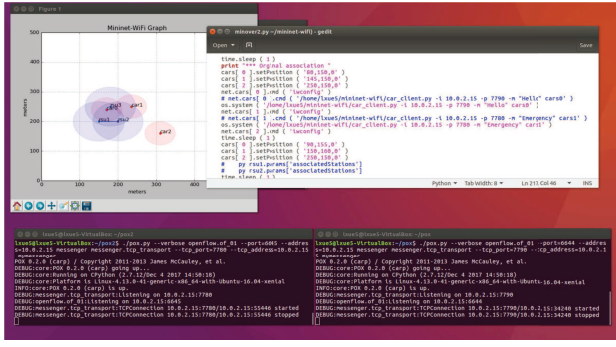 Figure 1
Mininet-WiFi Graph
500
400
300
200
100
0
meters
0
100
200
300
400
meters
rsu3
car1
rsu1
rsu2
car2
minover2.py (~/mininet-wifi) - gedit
Open
Save
time.sleep ( 1 )
print "*** Orginal association "
cars[ 0 ].setPosition ( '80,150,0' )
cars[ 1 ].setPosition ( '145,150,0' )
cars[ 2 ].setPosition ( '250,150,0' )
net.cars[ 0 ].cmd ( 'iwconfig' )
# net.cars[ 0 .cmd ( '/home/lxue5/mininet-wifi/car_client.py -i 10.0.2.15 -p 7790 -m "Hello" cars0' )
os.system ( '/home/lxue5/mininet-wifi/car_client.py -i 10.0.2.15 -p 7790 -m "Hello" cars0' )
net.cars[ 1 ].cmd ( 'iwconfig' )
# net.cars[ 1 .cmd ( '/home/lxue5/mininet-wifi/car_client.py -i 10.0.2.15 -p 7780 -m "Emergency" cars1' )
os.system ( '/home/lxue5/mininet-wifi/car_client.py -i 10.0.2.15 -p 7780 -m "Emergency" cars1' )
net.cars[ 2 ].cmd ( 'iwconfig' )
time.sleep ( 1 )
cars[ 0 ].setPosition ( '90,155,0' )
cars[ 1 ].setPosition ( '150,160,0' )
cars[ 2 ].setPosition ( '250,150,0' )
# py rsu1.params['associatedStations']
# py rsu2.params['associatedStations']
time.sleep ( 1 )
Python
Tab Width: 8
Ln 217, Col 46
INS
lxue5@lxue5-VirtualBox: ~/pox2
lxue5@lxue5-VirtualBox:~/pox2$ ./pox.py --verbose openflow.of_01 --port=6645 --addres
s=10.0.2.15 messenger messenger.tcp_transport --tcp_port=7780 --tcp_address=10.0.2.1
POX 0.2.0 (carp) / Copyright 2011-2013 James McCauley, et al.
DEBUG:core:POX 0.2.0 (carp) going up...
DEBUG:core:Running on CPython (2.7.12/Dec 4 2017 14:50:18)
DEBUG:core:Platform is Linux-4.13.0-41-generic-x86_64-with-Ubuntu-16.04-xenial
INFO:core:POX 0.2.0 (carp) is up.
DEBUG:messenger.tcp_transport:Listening on 10.0.2.15:7780
DEBUG:openflow.of_01:Listening on 10.0.2.15:6645
DEBUG:messenger.tcp_transport:TCPConnection 10.0.2.15:7780/10.0.2.15:55446 started
DEBUG:messenger.tcp_transport:TCPConnection 10.0.2.15:7780/10.0.2.15:55446 stopped
lxue5@lxue5-VirtualBox: ~/pox
lxue5@lxue5-VirtualBox:~/pox$ ./pox.py --verbose openflow.of_01 --port=6644 --addres
s=10.0.2.15 messenger messenger.tcp_transport --tcp_port=7790 --tcp_address=10.0.2.1
POX 0.2.0 (carp) / Copyright 2011-2013 James McCauley, et al.
DEBUG:core:POX 0.2.0 (carp) going up...
DEBUG:core:Running on CPython (2.7.12/Dec 4 2017 14:50:18)
DEBUG:core:Platform is Linux-4.13.0-41-generic-x86_64-with-Ubuntu-16.04-xenial
INFO:core:POX 0.2.0 (carp) is up.
DEBUG:messenger.tcp_transport:Listening on 10.0.2.15:7790
DEBUG:openflow.of_01:Listening on 10.0.2.15:6644
DEBUG:messenger.tcp_transport:TCPConnection 10.0.2.15:7790/10.0.2.15:34240 started
DEBUG:messenger.tcp_transport:TCPConnection 10.0.2.15:7790/10.0.2.15:34240 stopped